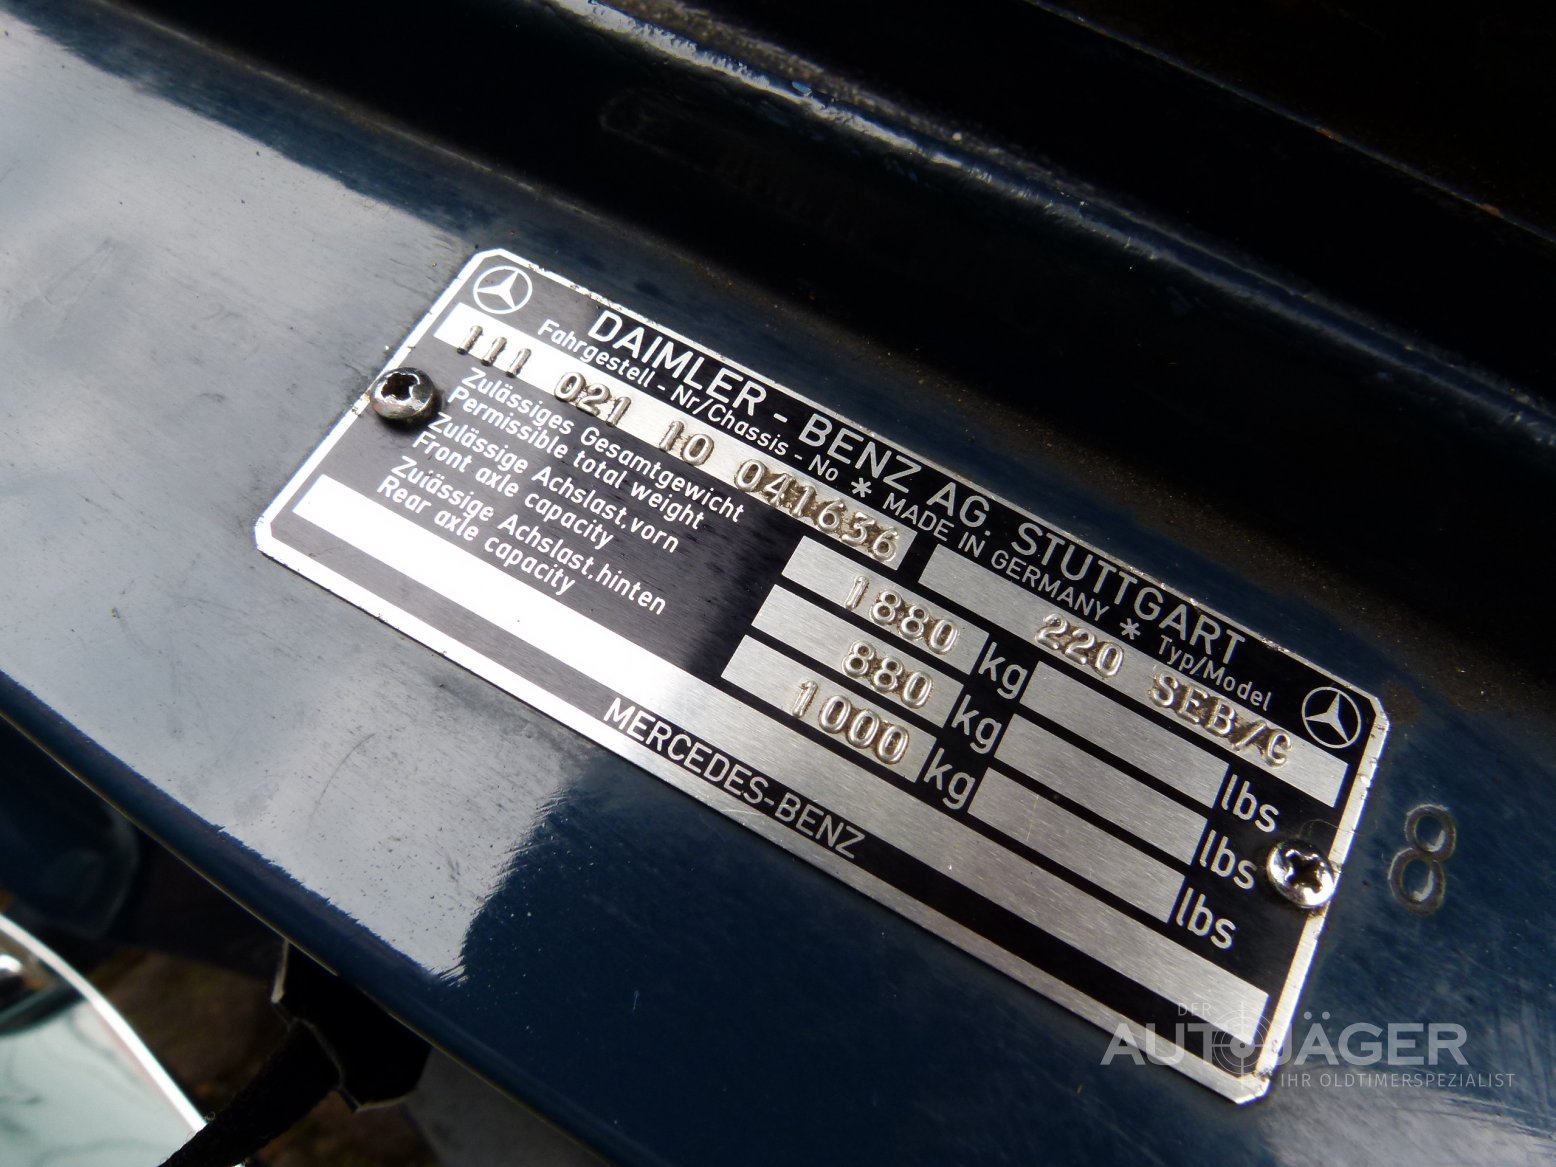 DAIMLER - BENZ AG. STUTTGART
Fahrgestell - Nr/Chassis - No * MADE IN GERMANY * Typ/Model
111 021 10 041636 220 SEB/C
Zulässiges Gesamtgewicht
Permissible total weight
1880 kg lbs
Zulässige Achslast.vorn
Front axle capacity
880 kg lbs
Zulässige Achslast.hinten
Rear axle capacity
1000 kg lbs
MERCEDES-BENZ
8
DER
AUTOJÄGER
IHR OLDTIMERSPEZIALIST